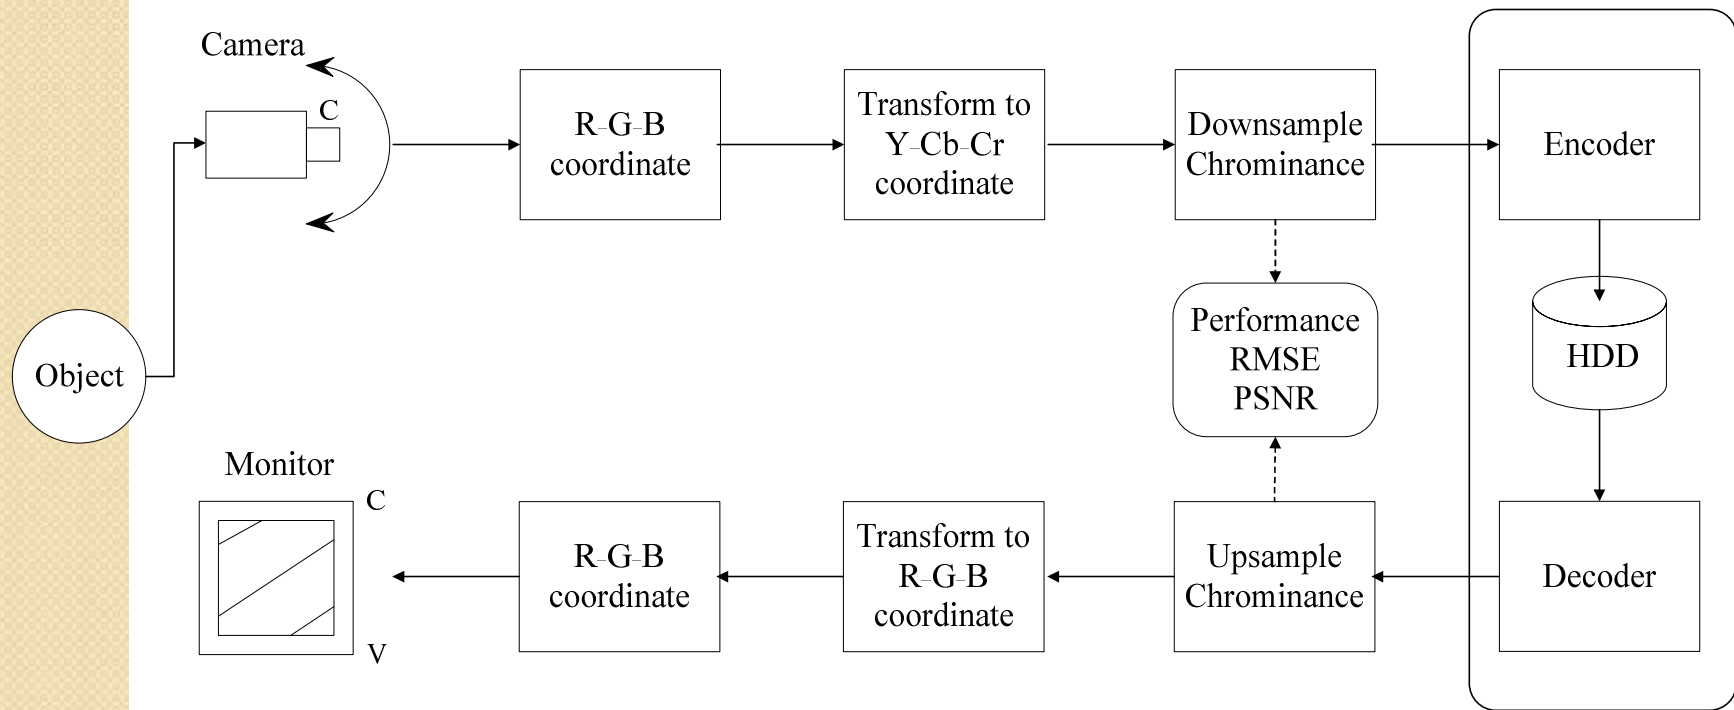 Camera
C
R-G-B
coordinate
Transform to
Y-Cb-Cr
coordinate
Downsample
Chrominance
Encoder
Object
Performance
RMSE
PSNR
HDD
Monitor
C
V
R-G-B
coordinate
Transform to
R-G-B
coordinate
Upsample
Chrominance
Decoder